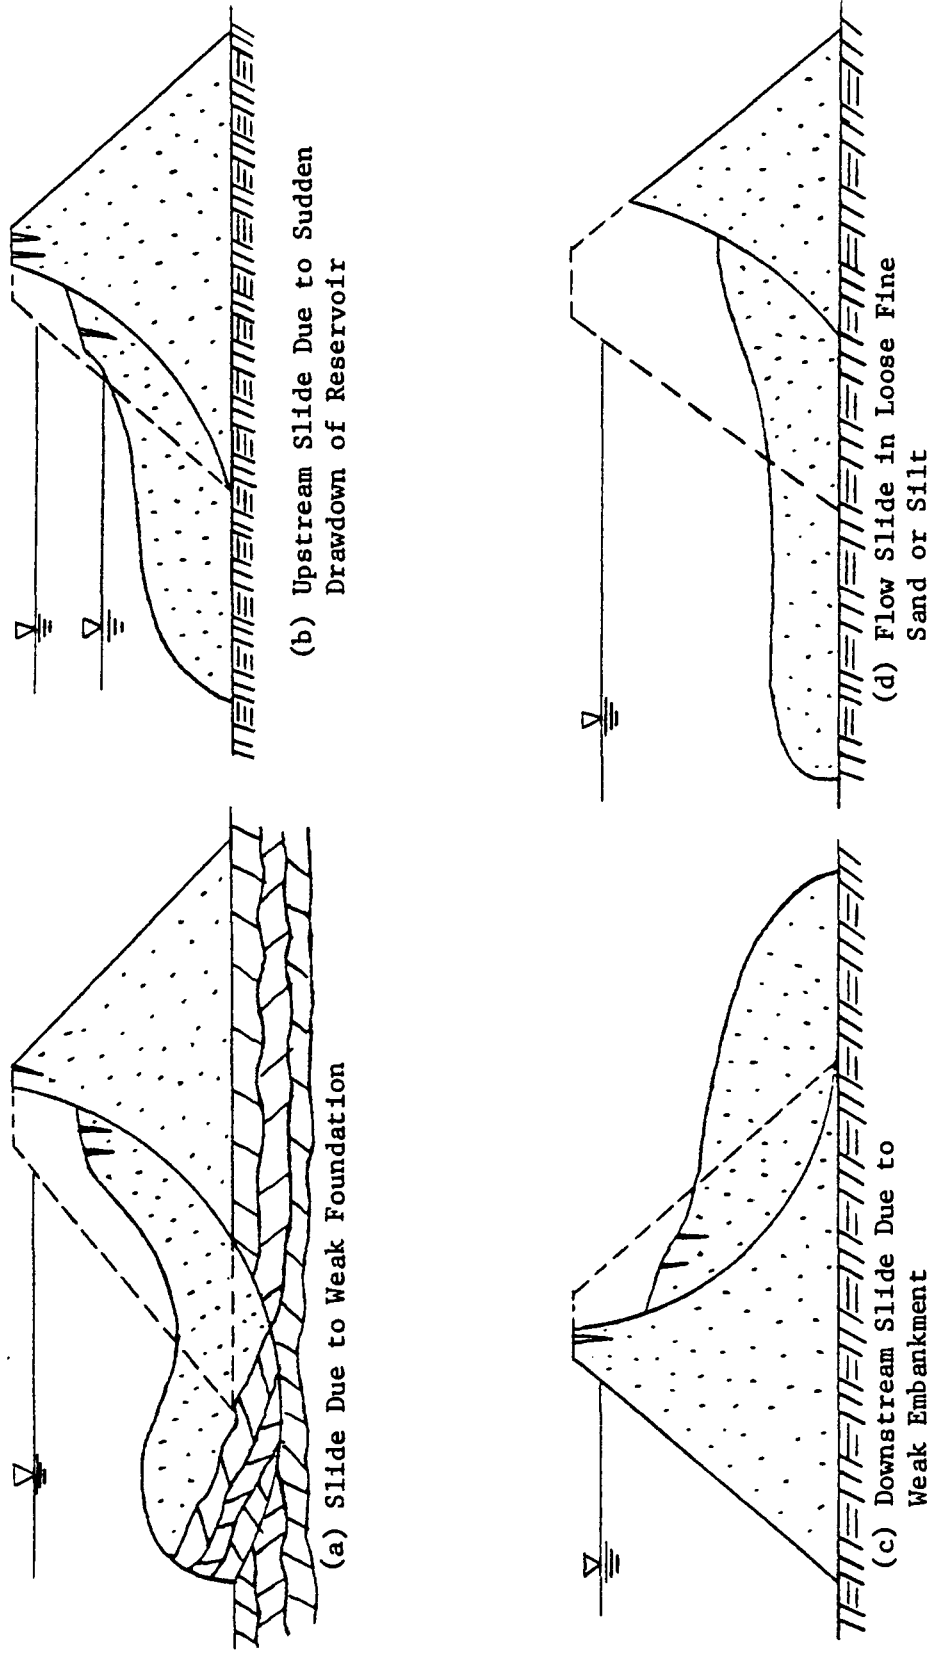 (a) Slide Due to Weak Foundation
(b) Upstream Slide Due to Sudden
Drawdown of Reservoir
(c) Downstream Slide Due to
Weak Embankment
(d) Flow Slide in Loose Fine
Sand or Silt